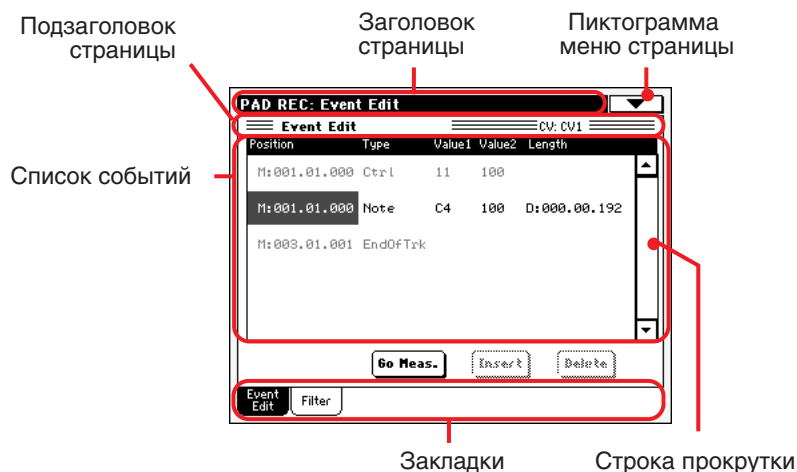 Подзаголовок
страницы
Заголовок
страницы
Пиктограмма
меню страницы
PAD REC: Event Edit
Event Edit
CV: CV1
Position Type Value1 Value2 Length
Список событий
M:001.01.000 Ctrl 11 100
M:001.01.000 Note C4 100 D:000.00.192
M:003.01.001 EndOfTrk
Go Meas. Insert Delete
Event
Edit
Filter
Закладки
Строка прокрутки